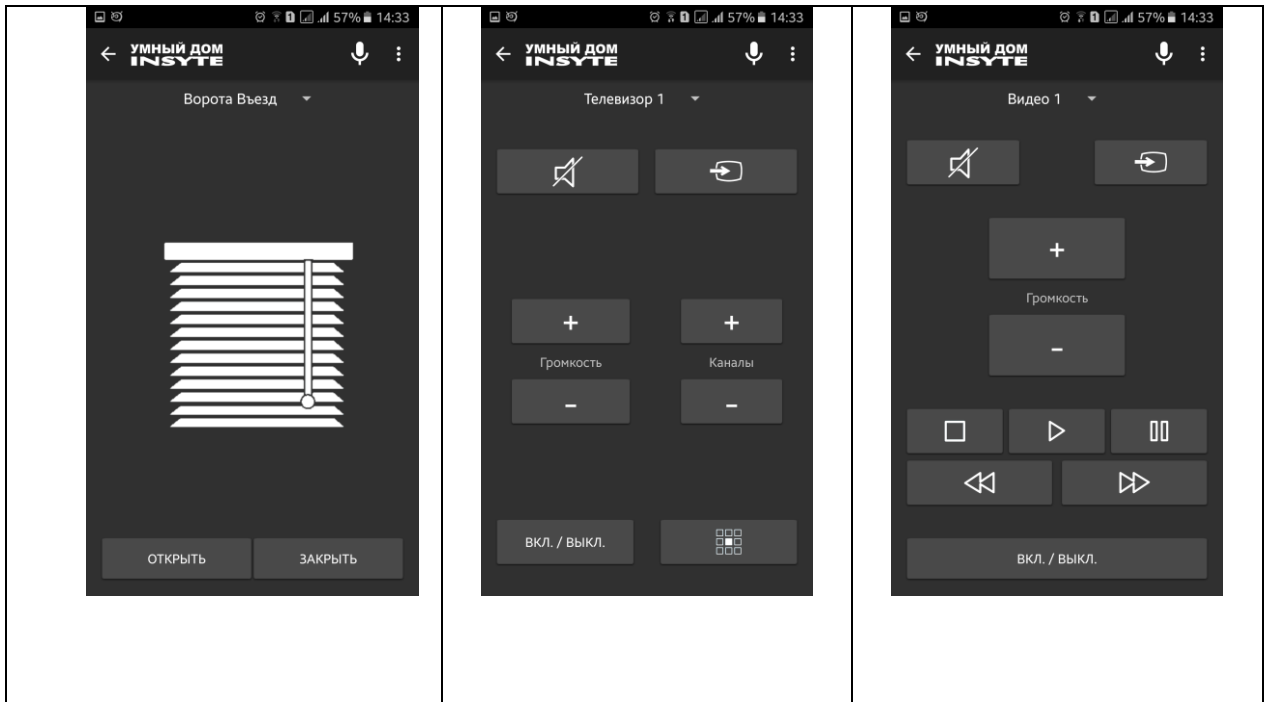 57% 14:33
УМНЫЙ ДОМ
INSYTE
Ворота Въезд
ОТКРЫТЬ
ЗАКРЫТЬ
57% 14:33
УМНЫЙ ДОМ
INSYTE
Телевизор 1
+
+
Громкость
Каналы
-
-
ВКЛ. / ВЫКЛ.
57% 14:33
УМНЫЙ ДОМ
INSYTE
Видео 1
+
Громкость
-
ВКЛ. / ВЫКЛ.